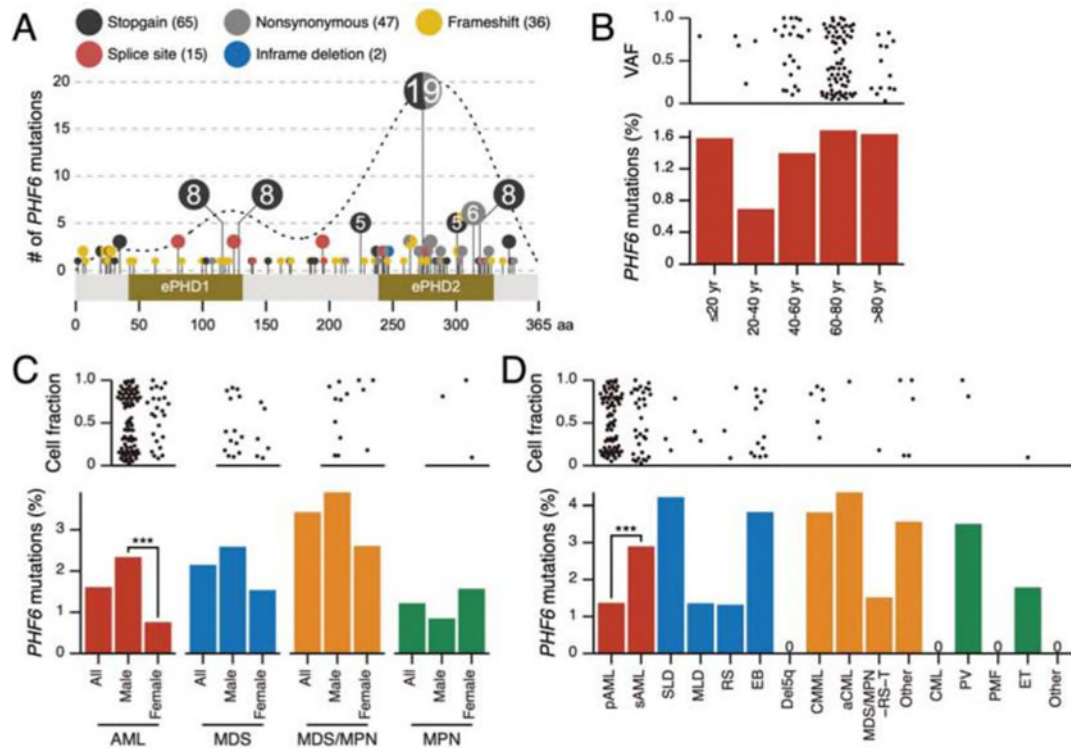 A
Stopgain (65)
Nonsynonymous (47)
Frameshift (36)
Splice site (15)
Inframe deletion (2)
# of PHF6 mutations
20
15
10
5
0
19
8
8
5
5
6
8
ePHD1
ePHD2
0 50 100 150 200 250 300 365 aa
B
VAF
1.0
0.5
0
PHF6 mutations (%)
1.6
1.2
0.8
0.4
0
≤20 yr
20-40 yr
40-60 yr
60-80 yr
>80 yr
C
Cell fraction
1.0
0.5
0
PHF6 mutations (%)
3
2
1
0
***
All
Male
Female
All
Male
Female
All
Male
Female
All
Male
Female
AML
MDS
MDS/MPN
MPN
D
Cell fraction
1.0
0.5
0
PHF6 mutations (%)
4
3
2
1
0
***
0
0
0
0
pAML
sAML
SLD
MLD
RS
EB
Del5q
CMML
aCML
MDS/MPN
-RS-T
Other
CML
PV
PMF
ET
Other